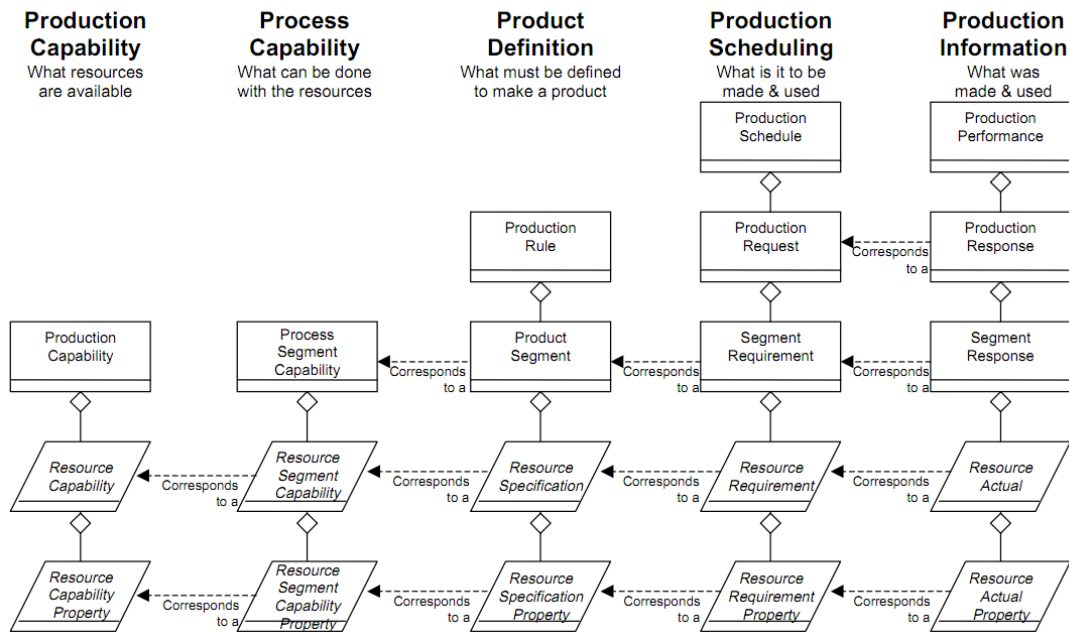 Production
Capability
What resources
are available
Process
Capability
What can be done
with the resources
Product
Definition
What must be defined
to make a product
Production
Scheduling
What is it to be
made & used
Production
Information
What was
made & used
Production
Schedule
Production
Performance
Production
Rule
Production
Request
Corresponds
to a
Production
Response
Production
Capability
Process
Segment
Capability
Corresponds
to a
Product
Segment
Corresponds
to a
Segment
Requirement
Corresponds
to a
Segment
Response
Resource
Capability
Corresponds
to a
Resource
Segment
Capability
Corresponds
to a
Resource
Specification
Corresponds
to a
Resource
Requirement
Corresponds
to a
Resource
Actual
Resource
Capability
Property
Corresponds
to a
Resource
Segment
Capability
Property
Corresponds
to a
Resource
Specification
Property
Corresponds
to a
Resource
Requirement
Property
Corresponds
to a
Resource
Actual
Property